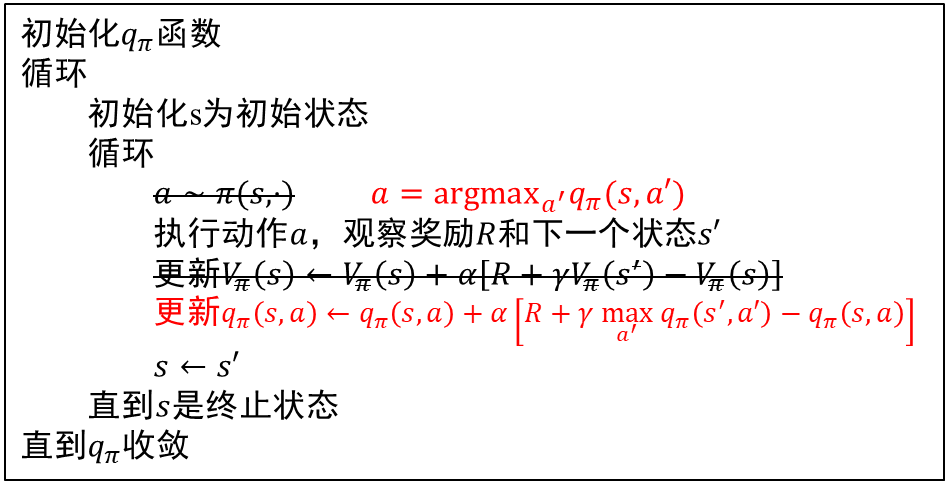 初始化qπ函数
循环
初始化s为初始状态
循环
a ~ π(s,·) a = argmaxa′ qπ(s, a′)
执行动作a，观察奖励R和下一个状态s′
更新Vπ(s) ← Vπ(s) + α[R + γVπ(s′) − Vπ(s)]
更新qπ(s, a) ← qπ(s, a) + α[R + γ maxa′ qπ(s′, a′) − qπ(s, a)]
s ← s′
直到s是终止状态
直到qπ收敛